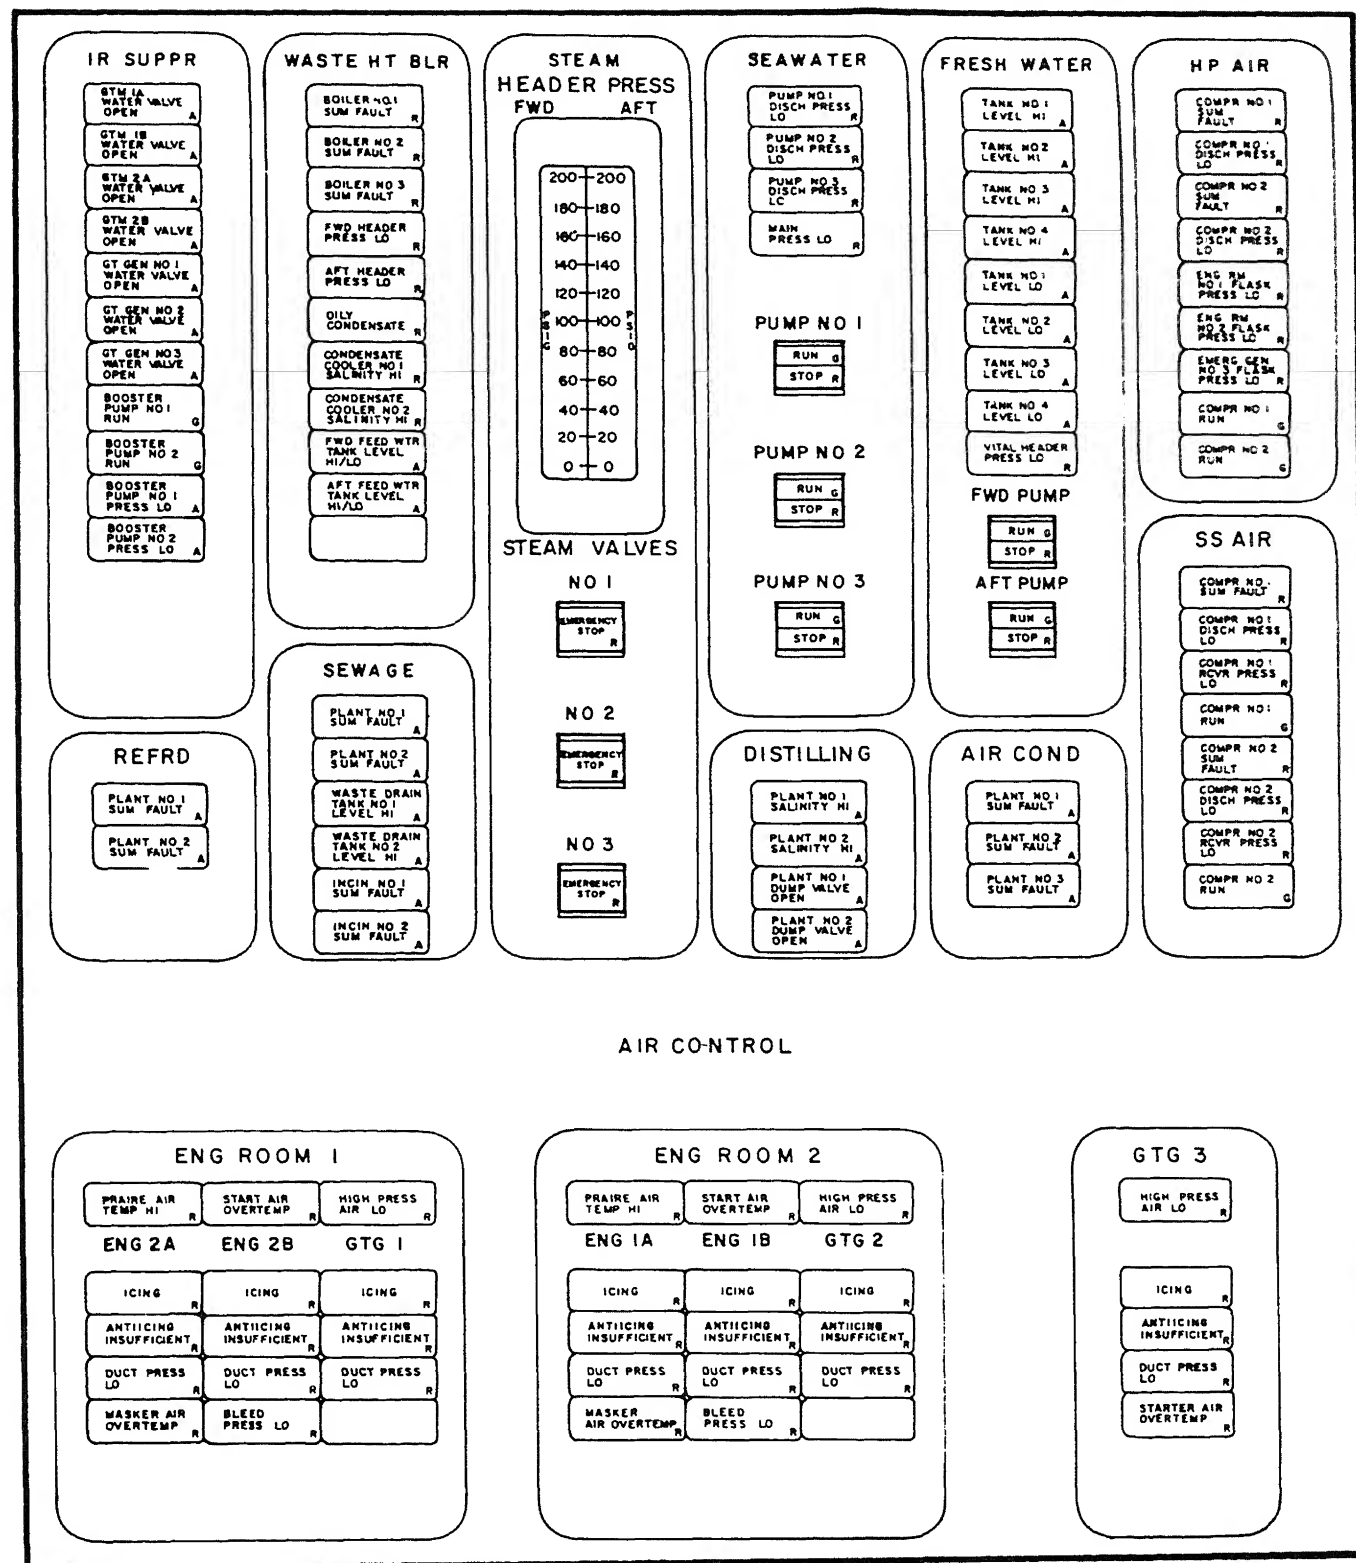 IR SUPPR
GTM 1A
WATER VALVE
OPEN A
GTM 1B
WATER VALVE
OPEN A
GTM 2A
WATER VALVE
OPEN A
GTM 2B
WATER VALVE
OPEN A
GT GEN NO 1
WATER VALVE
OPEN A
GT GEN NO 2
WATER VALVE
OPEN A
GT GEN NO 3
WATER VALVE
OPEN A
BOOSTER
PUMP NO 1
RUN G
BOOSTER
PUMP NO 2
RUN G
BOOSTER
PUMP NO 1
PRESS LO A
BOOSTER
PUMP NO 2
PRESS LO A
WASTE HT BLR
BOILER NO.1
SUM FAULT R
BOILER NO 2
SUM FAULT R
BOILER NO 3
SUM FAULT R
FWD HEADER
PRESS LO R
AFT HEADER
PRESS LO R
OILY
CONDENSATE R
CONDENSATE
COOLER NO 1
SALINITY HI R
CONDENSATE
COOLER NO 2
SALINITY HI R
FWD FEED WTR
TANK LEVEL
HI/LO A
AFT FEED WTR
TANK LEVEL
HI/LO A
STEAM
HEADER PRESS
FWD AFT
200 200
180 180
160 160
140 140
120 120
100 100
80 80
60 60
40 40
20 20
0 0
PSIG PSIG
STEAM VALVES
NO 1
EMERGENCY
STOP R
NO 2
EMERGENCY
STOP R
NO 3
EMERGENCY
STOP R
SEAWATER
PUMP NO.1
DISCH PRESS
LO R
PUMP NO 2
DISCH PRESS
LO R
PUMP NO.3
DISCH PRESS
LC R
MAIN
PRESS LO R
PUMP NO 1
RUN G
STOP R
PUMP NO 2
RUN G
STOP R
PUMP NO 3
RUN G
STOP R
FRESH WATER
TANK NO.1
LEVEL HI A
TANK NO.2
LEVEL HI A
TANK NO 3
LEVEL HI A
TANK NO 4
LEVEL HI A
TANK NO 1
LEVEL LO A
TANK NO.2
LEVEL LO A
TANK NO.3
LEVEL LO A
TANK NO. 4
LEVEL LO A
VITAL HEADER
PRESS LO R
FWD PUMP
RUN G
STOP R
AFT PUMP
RUN G
STOP R
HP AIR
COMPR NO 1
SUM
FAULT R
COMPR NO 1
DISCH PRESS
LO R
COMPR NO 2
SUM
FAULT R
COMPR NO 2
DISCH PRESS
LO R
ENG RM
NO 1 FLASK
PRESS LO R
ENG RM
NO 2 FLASK
PRESS LO R
EMERG GEN
NO 3 FLASK
PRESS LO R
COMPR NO 1
RUN G
COMPR NO 2
RUN G
SS AIR
COMPR NO
SUM FAULT R
COMPR NO 1
DISCH PRESS
LO R
COMPR NO 1
RCVR PRESS
LO R
COMPR NO 1
RUN G
COMPR NO 2
SUM
FAULT R
COMPR NO 2
DISCH PRESS
LO R
COMPR NO.2
RCVR PRESS
LO R
COMPR NO 2
RUN G
REFRD
PLANT NO 1
SUM FAULT A
PLANT NO.2
SUM FAULT A
SEWAGE
PLANT NO.1
SUM FAULT A
PLANT NO.2
SUM FAULT A
WASTE DRAIN
TANK NO 1
LEVEL HI A
WASTE DRAIN
TANK NO 2
LEVEL HI A
INCIN NO 1
SUM FAULT A
INCIN NO 2
SUM FAULT A
DISTILLING
PLANT NO 1
SALINITY HI A
PLANT NO 2
SALINITY HI A
PLANT NO 1
DUMP VALVE
OPEN A
PLANT NO 2
DUMP VALVE
OPEN A
AIR COND
PLANT NO 1
SUM FAULT A
PLANT NO.2
SUM FAULT A
PLANT NO.3
SUM FAULT A
AIR CONTROL
ENG ROOM 1
PRAIRE AIR
TEMP HI R
START AIR
OVERTEMP R
HIGH PRESS
AIR LO R
ENG 2A ENG 2B GTG 1
ICING R ICING R ICING R
ANTIICING ANTIICING ANTIICING
INSUFFICIENT R INSUFFICIENT R INSUFFICIENT R
DUCT PRESS DUCT PRESS DUCT PRESS
LO R LO R LO R
MASKER AIR BLEED
OVERTEMP R PRESS LO R
ENG ROOM 2
PRAIRE AIR
TEMP HI R
START AIR
OVERTEMP R
HIGH PRESS
AIR LO R
ENG 1A ENG 1B GTG 2
ICING R ICING R ICING R
ANTIICING ANTIICING ANTIICING
INSUFFICIENT R INSUFFICIENT R INSUFFICIENT R
DUCT PRESS DUCT PRESS DUCT PRESS
LO R LO R LO R
MASKER BLEED
AIR OVERTEMP R PRESS LO R
GTG 3
HIGH PRESS
AIR LO R
ICING R
ANTIICING
INSUFFICIENT R
DUCT PRESS
LO R
STARTER AIR
OVERTEMP R